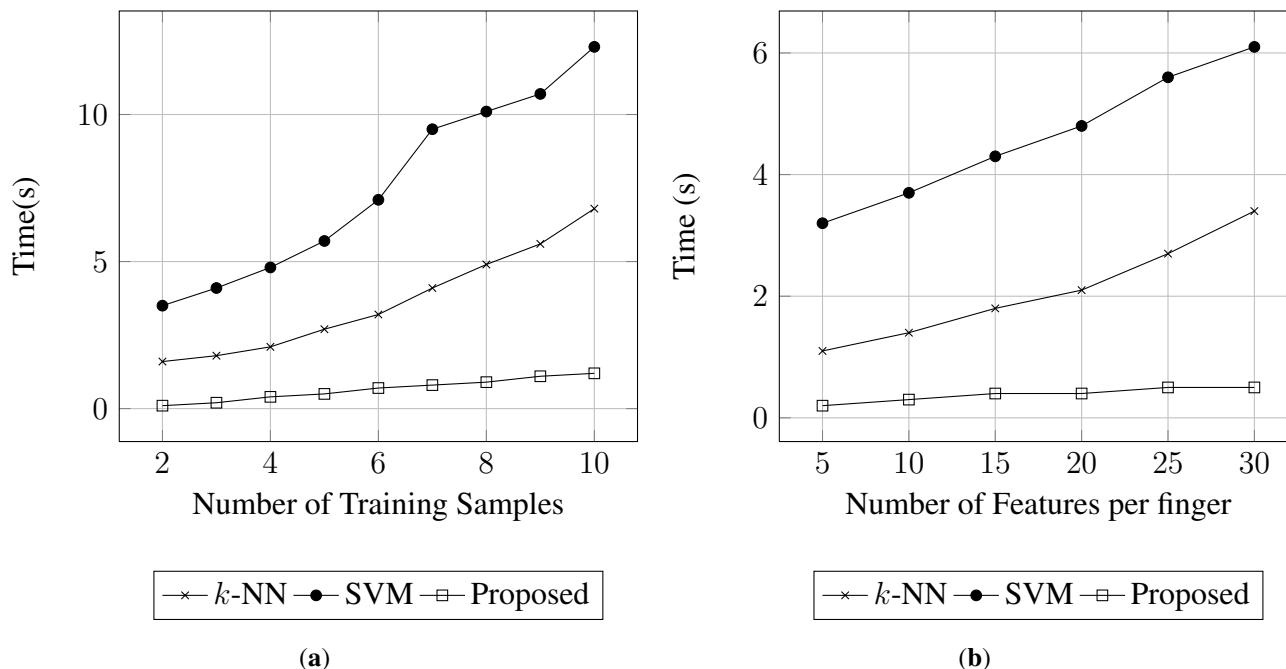 10
5
0
Time(s)
2 4 6 8 10
Number of Training Samples
k-NN SVM Proposed
(a)
6
4
2
0
Time (s)
5 10 15 20 25 30
Number of Features per finger
k-NN SVM Proposed
(b)